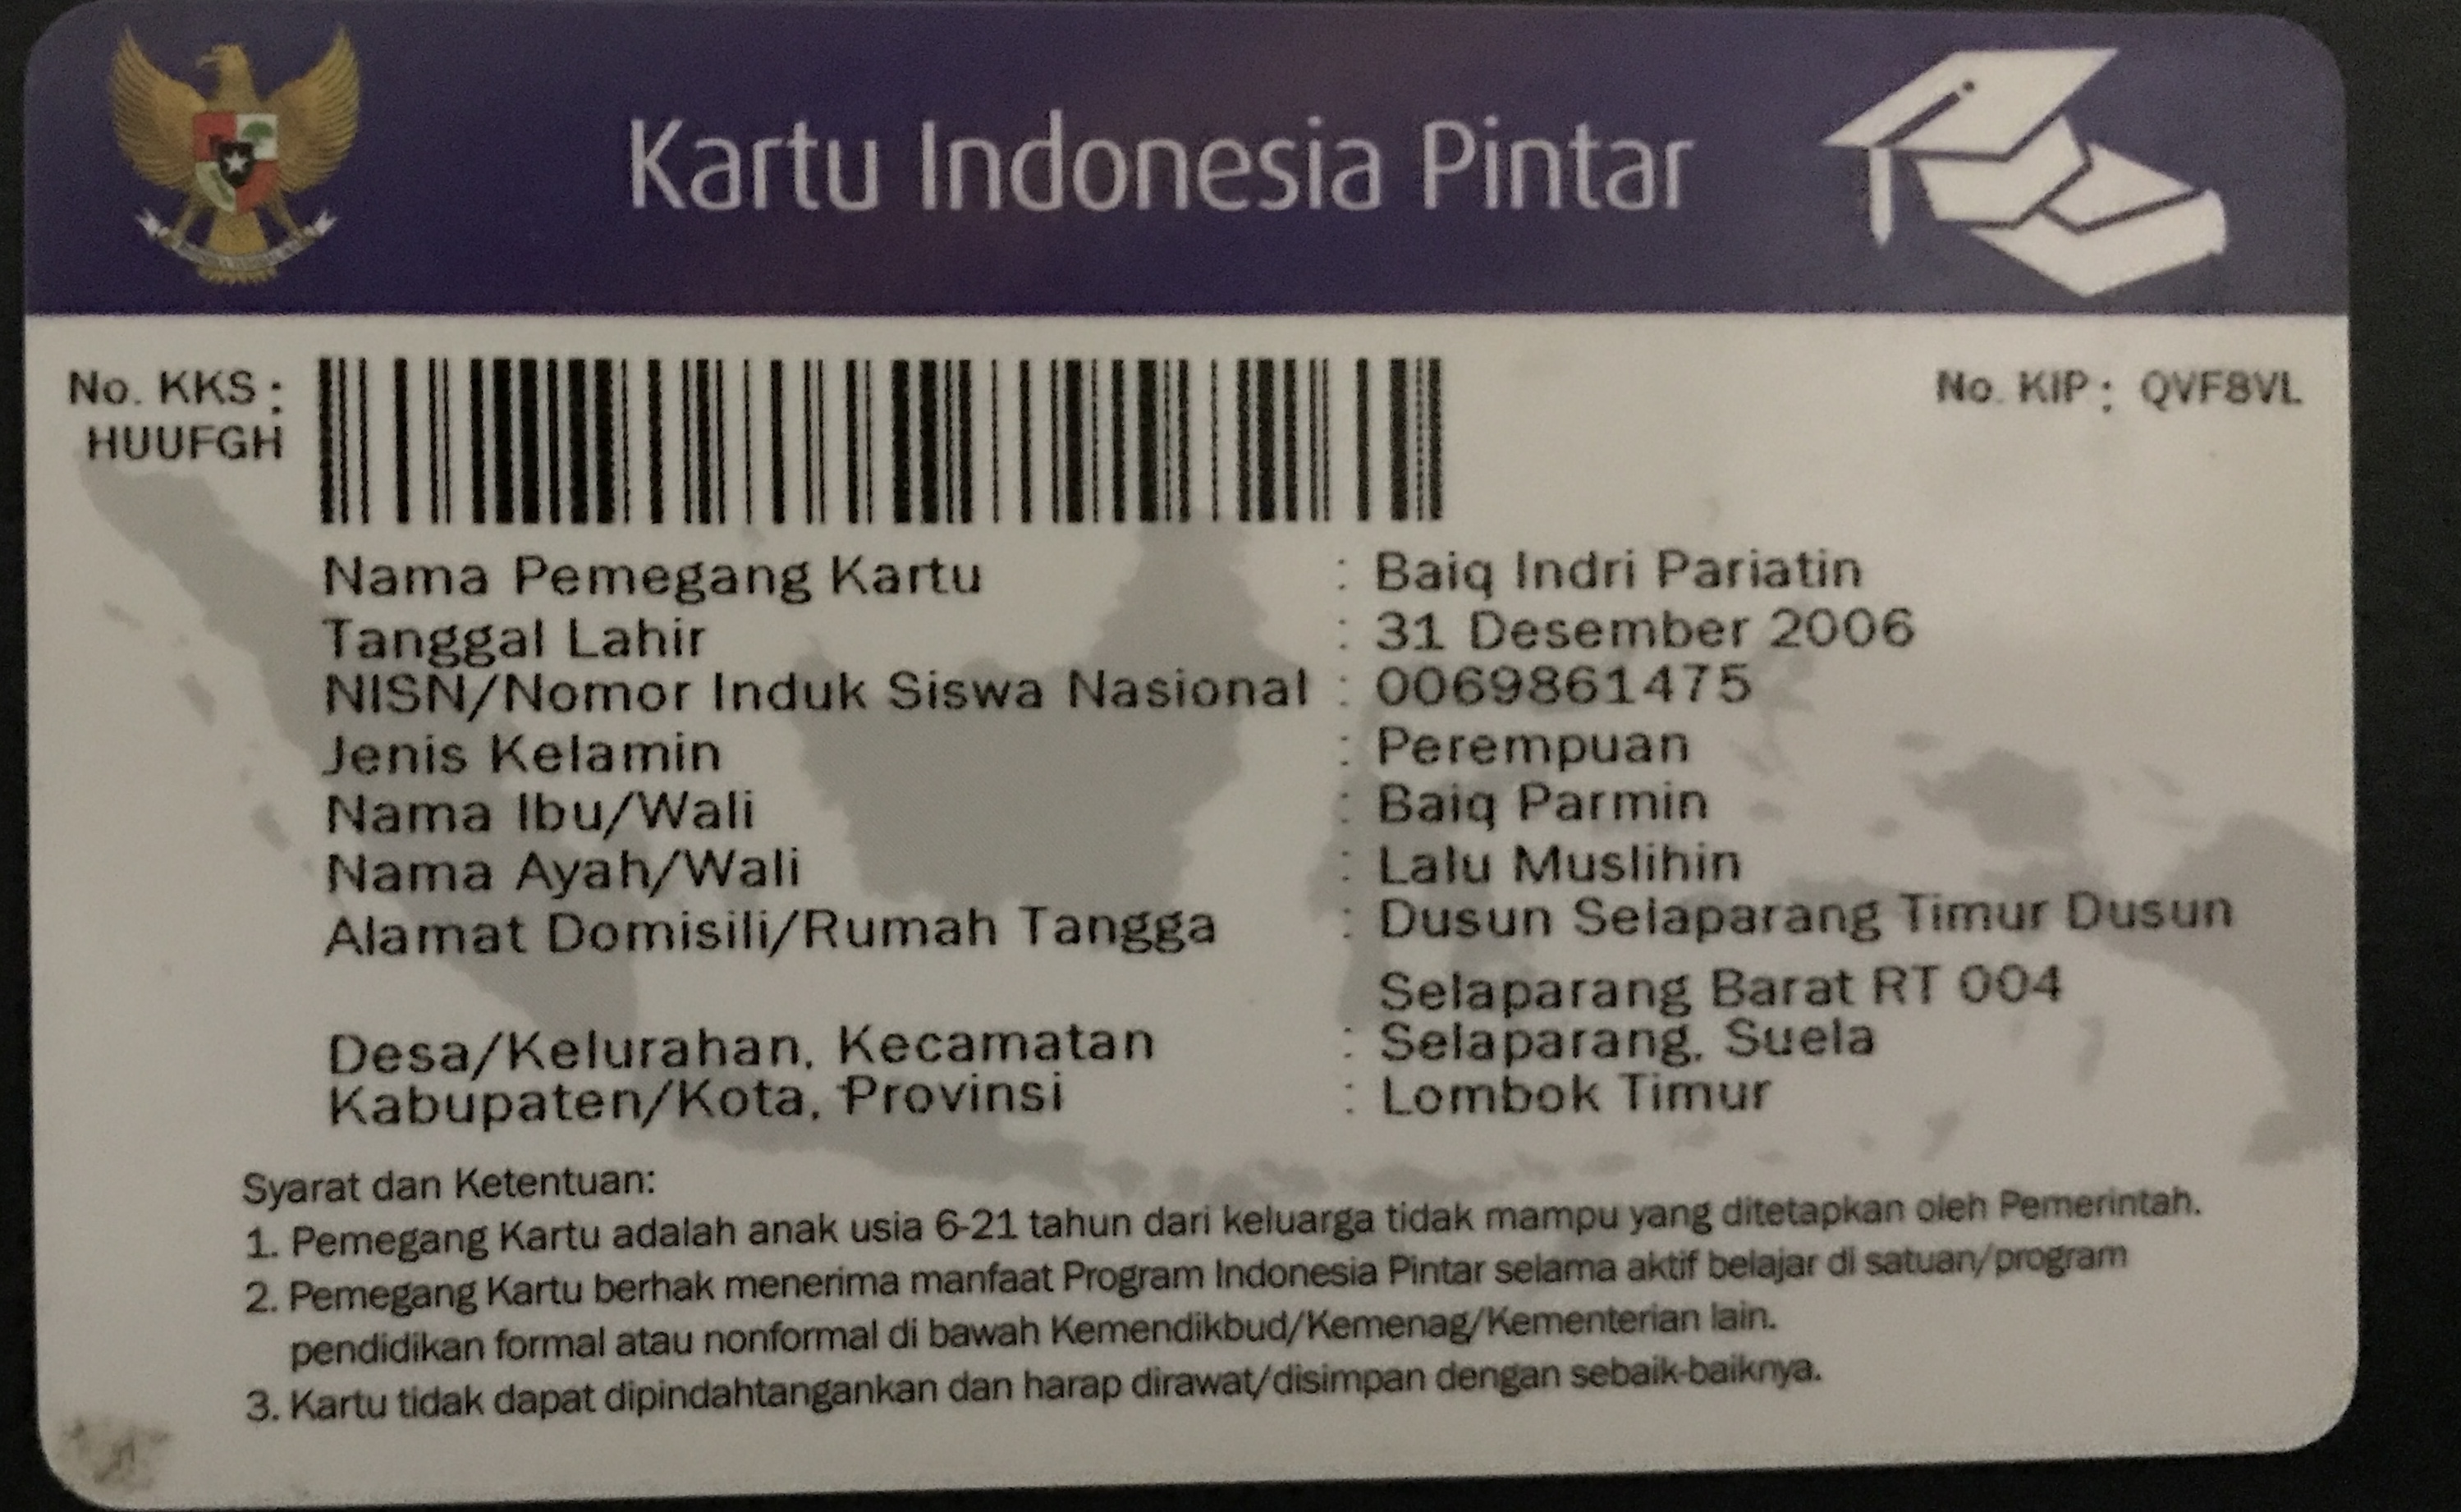 Kartu Indonesia Pintar
No. KKS :
HUUFGH
No. KIP : QVF8VL
Nama Pemegang Kartu : Baiq Indri Pariatin
Tanggal Lahir : 31 Desember 2006
NISN/Nomor Induk Siswa Nasional : 0069861475
Jenis Kelamin : Perempuan
Nama Ibu/Wali : Baiq Parmin
Nama Ayah/Wali : Lalu Muslihin
Alamat Domisili/Rumah Tangga : Dusun Selaparang Timur Dusun
Selaparang Barat RT 004
Desa/Kelurahan, Kecamatan : Selaparang, Suela
Kabupaten/Kota, Provinsi : Lombok Timur
Syarat dan Ketentuan:
1. Pemegang Kartu adalah anak usia 6-21 tahun dari keluarga tidak mampu yang ditetapkan oleh Pemerintah.
2. Pemegang Kartu berhak menerima manfaat Program Indonesia Pintar selama aktif belajar di satuan/program
pendidikan formal atau nonformal di bawah Kemendikbud/Kemenag/Kementerian lain.
3. Kartu tidak dapat dipindahtangankan dan harap dirawat/disimpan dengan sebaik-baiknya.